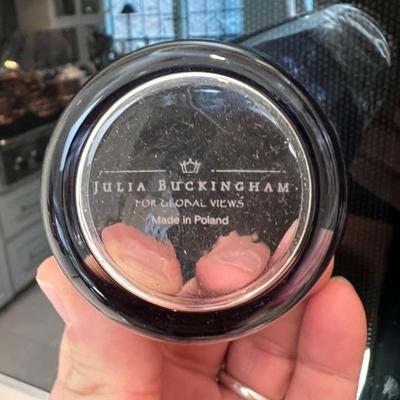 JULIA BUCKINGHAM
FOR GLOBAL VIEWS
Made in Poland